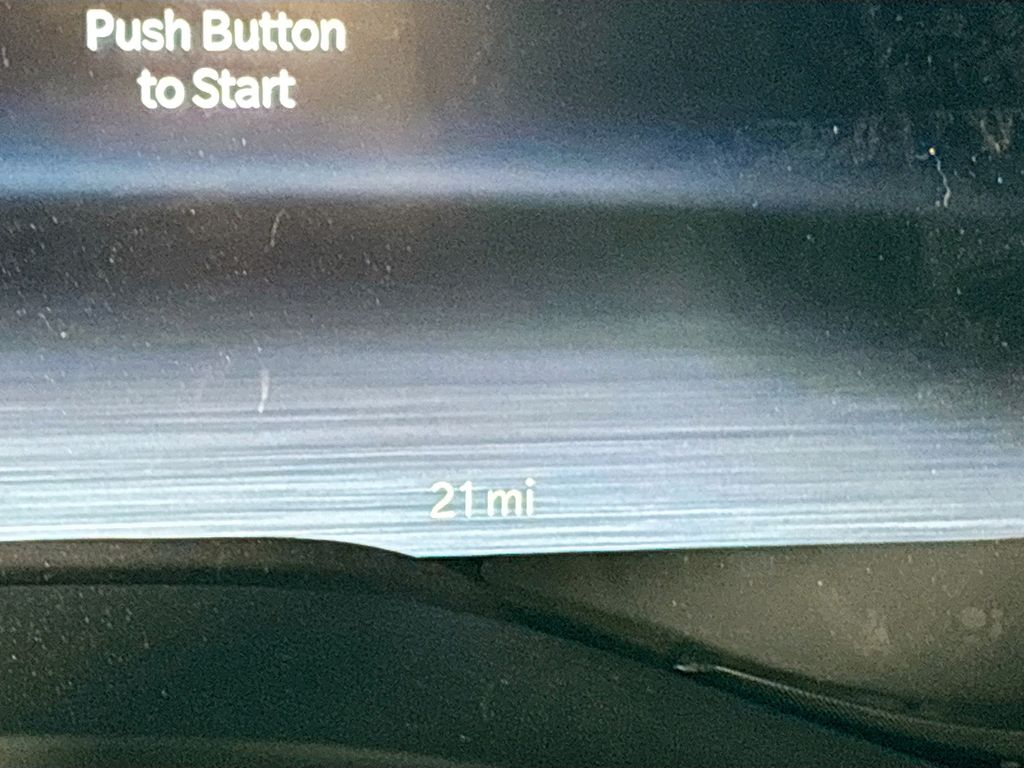 Push Button
to Start
21 mi